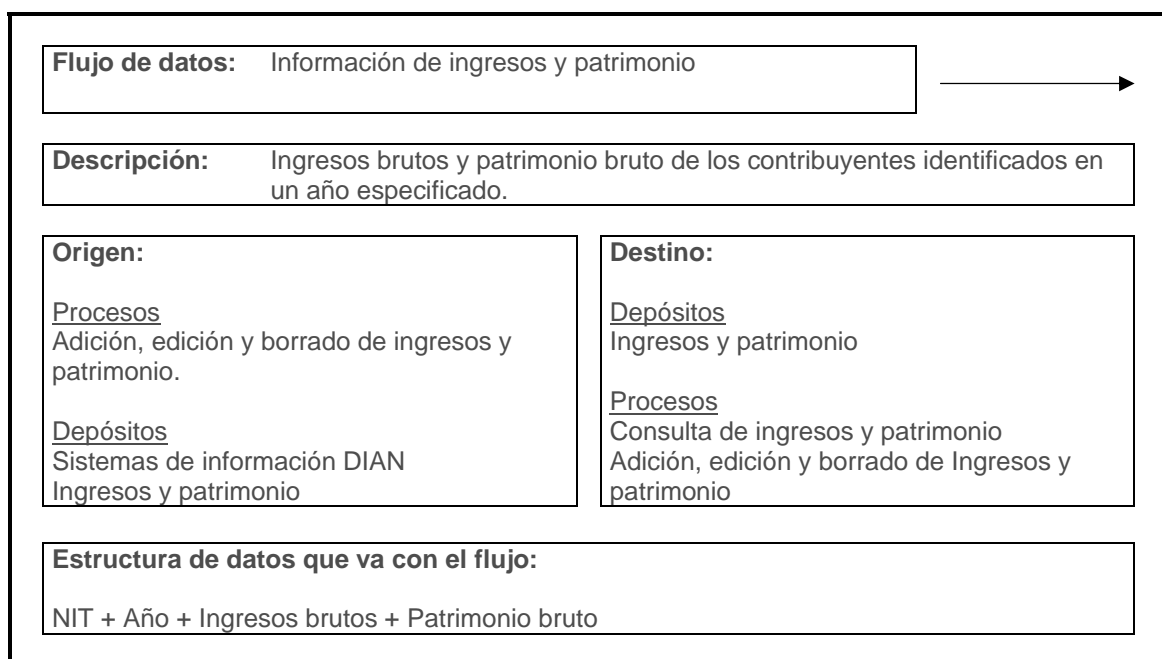 Flujo de datos: Información de ingresos y patrimonio
Descripción: Ingresos brutos y patrimonio bruto de los contribuyentes identificados en
un año especificado.
Origen:
Procesos
Adición, edición y borrado de ingresos y
patrimonio.
Depósitos
Sistemas de información DIAN
Ingresos y patrimonio
Destino:
Depósitos
Ingresos y patrimonio
Procesos
Consulta de ingresos y patrimonio
Adición, edición y borrado de Ingresos y
patrimonio
Estructura de datos que va con el flujo:
NIT + Año + Ingresos brutos + Patrimonio bruto